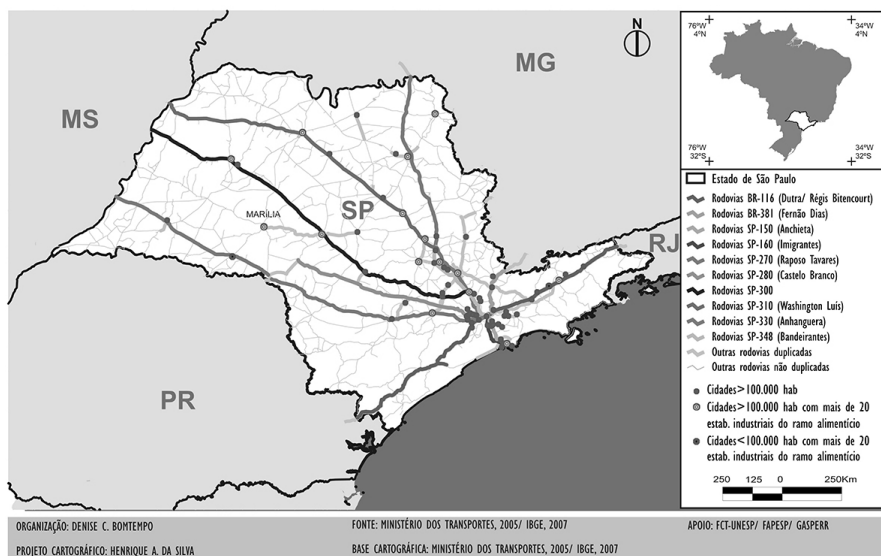 MS
MG
SP
RJ
PR
MARÍLIA
N
76ºW
4ºN
34ºW
4ºN
76ºW
32ºS
34ºW
32ºS
Estado de São Paulo
Rodovias BR-116 (Dutra/ Régis Bitencourt)
Rodovias BR-381 (Fernão Dias)
Rodovias SP-150 (Anchieta)
Rodovias SP-160 (Imigrantes)
Rodovias SP-270 (Raposo Tavares)
Rodovias SP-280 (Castelo Branco)
Rodovias SP-300
Rodovias SP-310 (Washington Luís)
Rodovias SP-330 (Anhanguera)
Rodovias SP-348 (Bandeirantes)
Outras rodovias duplicadas
Outras rodovias não duplicadas
Cidades>100.000 hab
Cidades>100.000 hab com mais de 20
estab. industriais do ramo alimentício
Cidades<100.000 hab com mais de 20
estab. industriais do ramo alimentício
250 125 0 250Km
ORGANIZAÇÃO: DENISE C. BOMTEMPO
FONTE: MINISTÉRIO DOS TRANSPORTES, 2005/ IBGE, 2007
APOIO: FCT-UNESP/ FAPESP/ GASPERR
PROJETO CARTOGRÁFICO: HENRIQUE A. DA SILVA
BASE CARTOGRÁFICA: MINISTÉRIO DOS TRANSPORTES, 2005/ IBGE, 2007